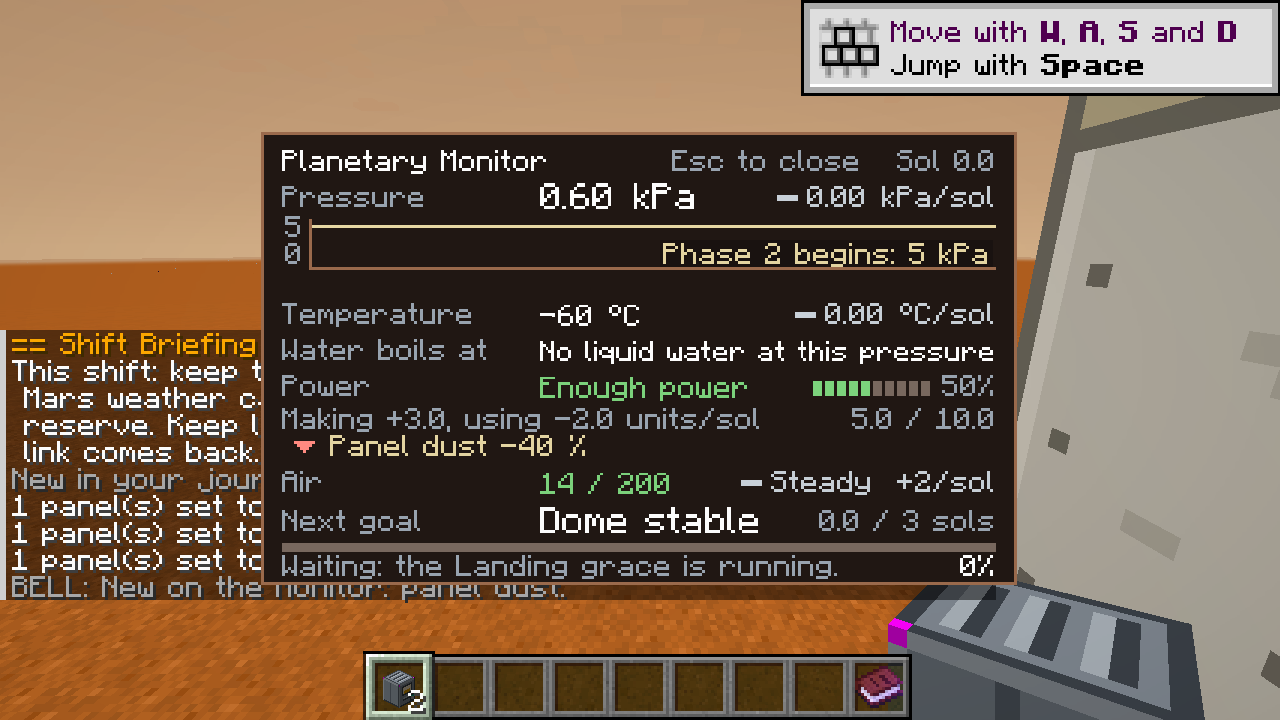 Move with W, A, S and D
Jump with Space
Planetary Monitor Esc to close Sol 0.0
Pressure 0.60 kPa 0.00 kPa/sol
5
0 Phase 2 begins: 5 kPa
Temperature -60 °C 0.00 °C/sol
Water boils at No liquid water at this pressure
Power Enough power 50%
Making +3.0, using -2.0 units/sol 5.0 / 10.0
Panel dust -40 %
Air 14 / 200 Steady +2/sol
Next goal Dome stable 0.0 / 3 sols
Waiting: the Landing grace is running. 0%
== Shift Briefing
This shift: keep
Mars weather
reserve. Keep
link comes back.
New in your
1 panel(s) set
1 panel(s) set
1 panel(s) set
BELL: New on the monitor: panel dust.
2